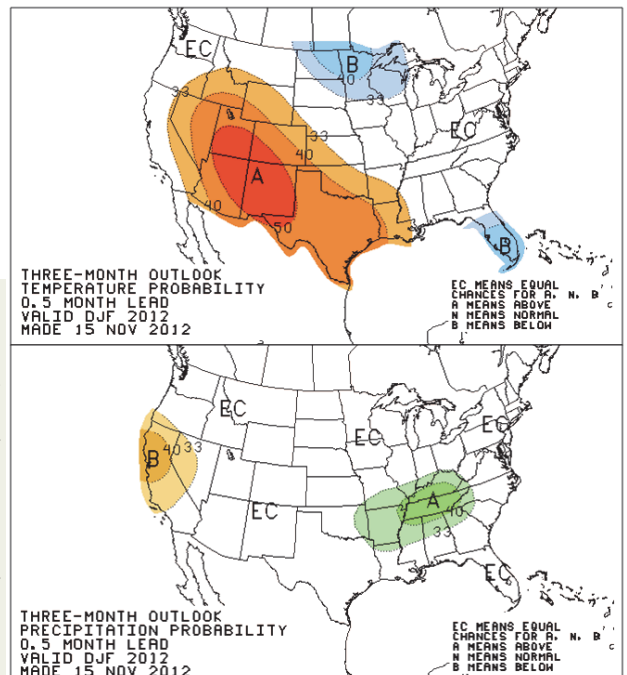 EC
B
40
33
33
EC
33
40
A
40
50
B
THREE-MONTH OUTLOOK
TEMPERATURE PROBABILITY
0.5 MONTH LEAD
VALID DJF 2012
MADE 15 NOV 2012
EC MEANS EQUAL
CHANCES FOR A, N, B
A MEANS ABOVE
N MEANS NORMAL
B MEANS BELOW
EC
EC
EC
B
40
33
EC
A
40
33
EC
THREE-MONTH OUTLOOK
PRECIPITATION PROBABILITY
0.5 MONTH LEAD
VALID DJF 2012
MADE 15 NOV 2012
EC MEANS EQUAL
CHANCES FOR A, N, B
A MEANS ABOVE
N MEANS NORMAL
B MEANS BELOW